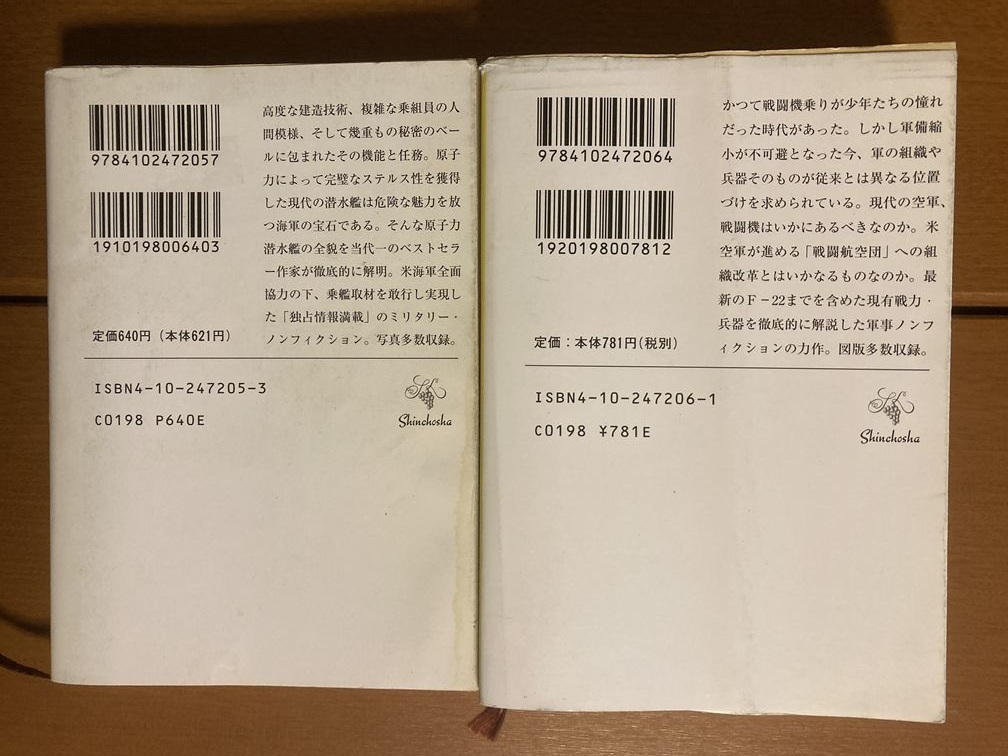 9784102472057
1910198006403
定価640円（本体621円）
高度な建造技術、複雑な乗組員の人
間模様、そして幾重もの秘密のベー
ルに包まれたその機能と任務。原子
力によって完璧なステルス性を獲得
した現代の潜水艦は危険な魅力を放
つ海軍の宝石である。そんな原子力
潜水艦の全貌を当代一のベストセラ
ー作家が徹底的に解明。米海軍全面
協力の下、乗艦取材を敢行し実現し
た「独占情報満載」のミリタリー・
ノンフィクション。写真多数収録。
ISBN4-10-247205-3
C0198 P640E
Shinchosha
9784102472064
1920198007812
定価：本体781円(税別)
かつて戦闘機乗りが少年たちの憧れ
だった時代があった。しかし軍備縮
小が不可避となった今、軍の組織や
兵器そのものが従来とは異なる位置
づけを求められている。現代の空軍、
戦闘機はいかにあるべきなのか。米
空軍が進める「戦闘航空団」への組
織改革とはいかなるものなのか。最
新のF-22までを含めた現有戦力・
兵器を徹底的に解説した軍事ノンフ
ィクションの力作。図版多数収録。
ISBN4-10-247206-1
C0198 ¥781E
Shinchosha